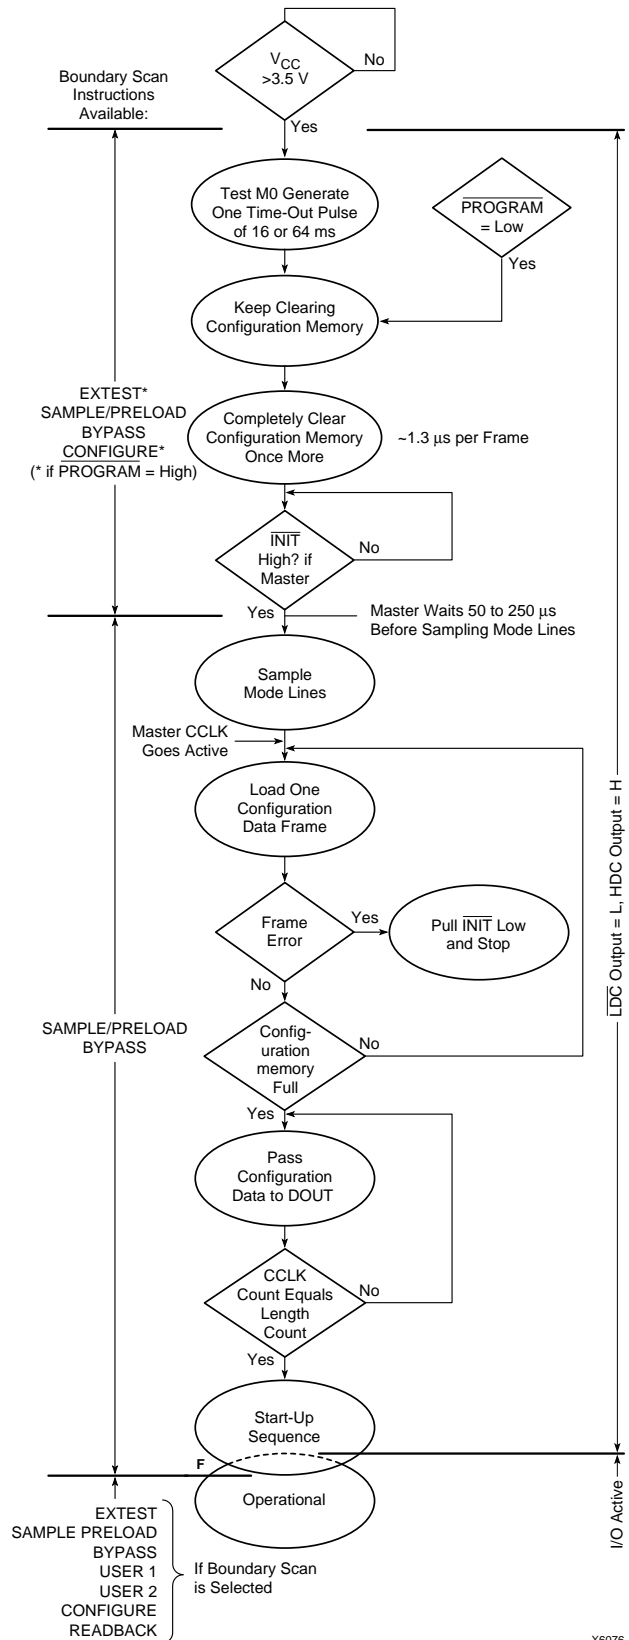 V_CC
>3.5 V
No
Boundary Scan
Instructions
Available:
Yes
Test M0 Generate
One Time-Out Pulse
of 16 or 64 ms
PROGRAM
= Low
Yes
Keep Clearing
Configuration Memory
EXTEST*
SAMPLE/PRELOAD
BYPASS
CONFIGURE*
(* if PROGRAM = High)
Completely Clear
Configuration Memory
Once More
~1.3 µs per Frame
INIT
High? if
Master
No
Yes
Master Waits 50 to 250 µs
Before Sampling Mode Lines
Sample
Mode Lines
Master CCLK
Goes Active
Load One
Configuration
Data Frame
LDC Output = L, HDC Output = H
Frame
Error
Yes
Pull INIT Low
and Stop
No
SAMPLE/PRELOAD
BYPASS
Config-
uration
memory
Full
No
Yes
Pass
Configuration
Data to DOUT
CCLK
Count Equals
Length
Count
No
Yes
Start-Up
Sequence
F
Operational
I/O Active
EXTEST
SAMPLE PRELOAD
BYPASS
USER 1
USER 2
CONFIGURE
READBACK
If Boundary Scan
is Selected
X6076